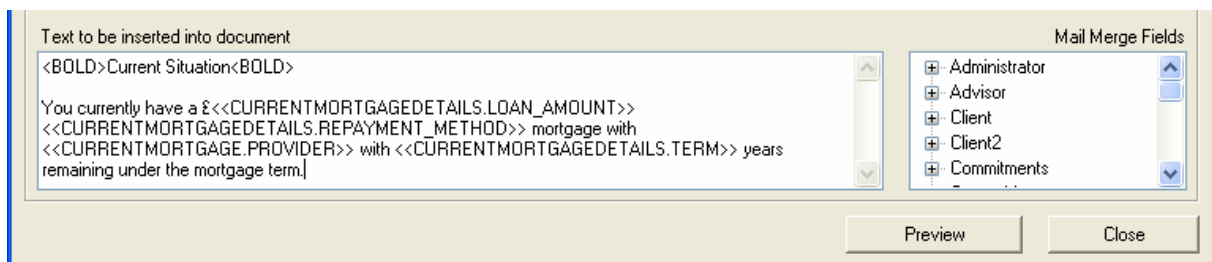 Text to be inserted into document
Mail Merge Fields
<BOLD>Current Situation<BOLD>
You currently have a £<<CURRENTMORTGAGEDETAILS.LOAN_AMOUNT>>
<<CURRENTMORTGAGEDETAILS.REPAYMENT_METHOD>> mortgage with
<<CURRENTMORTGAGE.PROVIDER>> with <<CURRENTMORTGAGEDETAILS.TERM>> years
remaining under the mortgage term.
Administrator
Advisor
Client
Client2
Commitments
Preview
Close